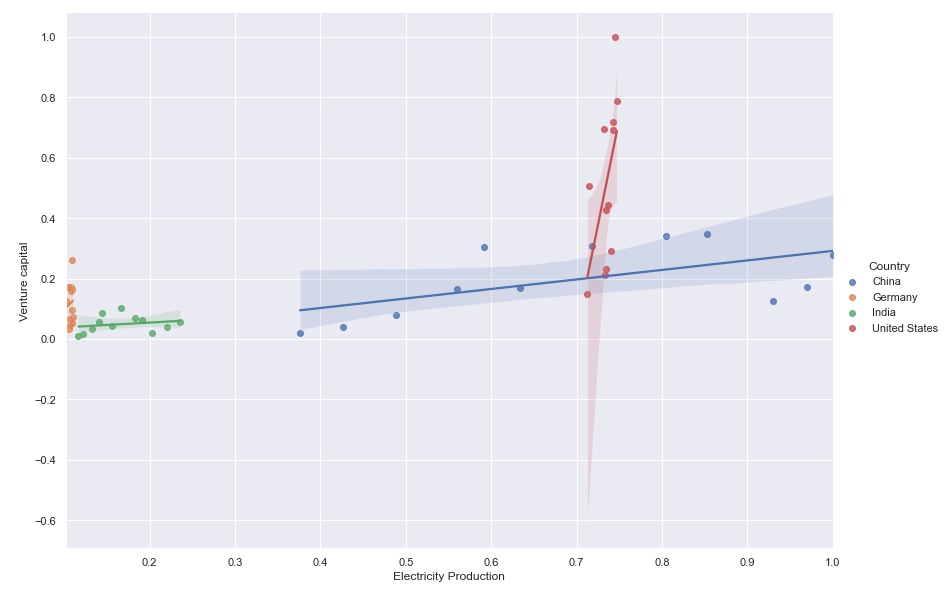 1.0
0.8
0.6
0.4
0.2
0.0
−0.2
−0.4
−0.6
Venture capital
0.2 0.3 0.4 0.5 0.6 0.7 0.8 0.9 1.0
Electricity Production
Country
China
Germany
India
United States